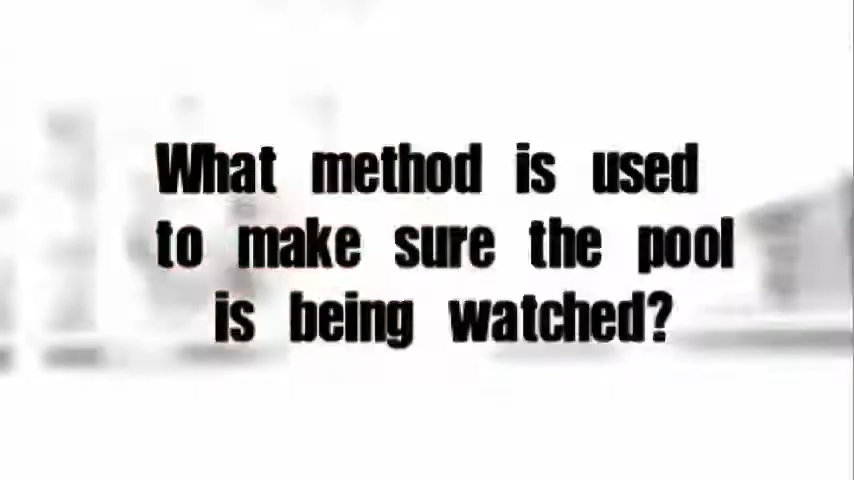 What method is used
to make sure the pool
is being watched?